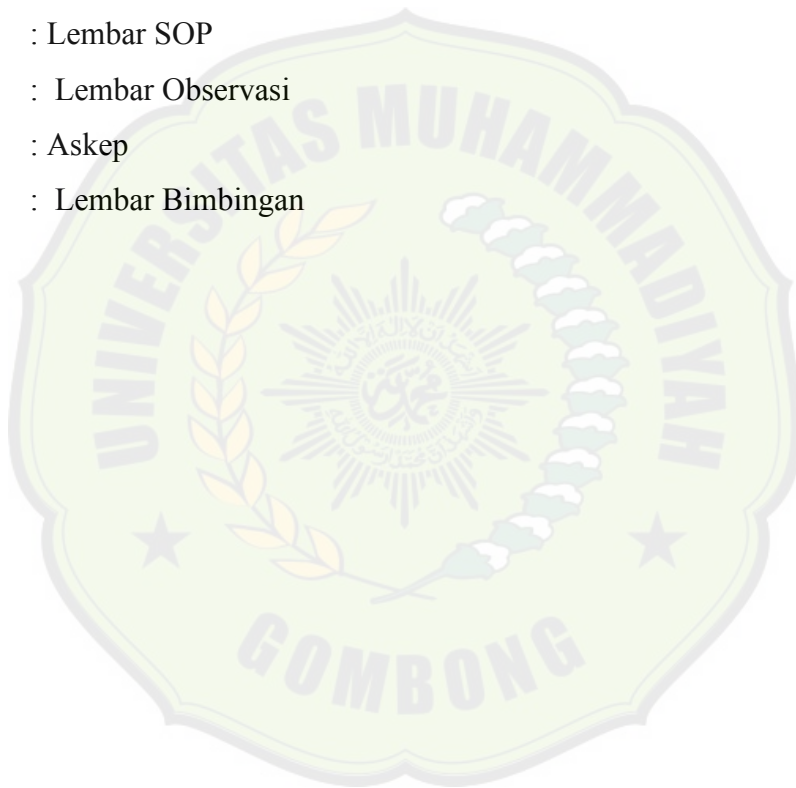 : Lembar SOP
: Lembar Observasi
: Askep
: Lembar Bimbingan
UNIVERSITAS MUHAMMADIYAH
GOMBONG